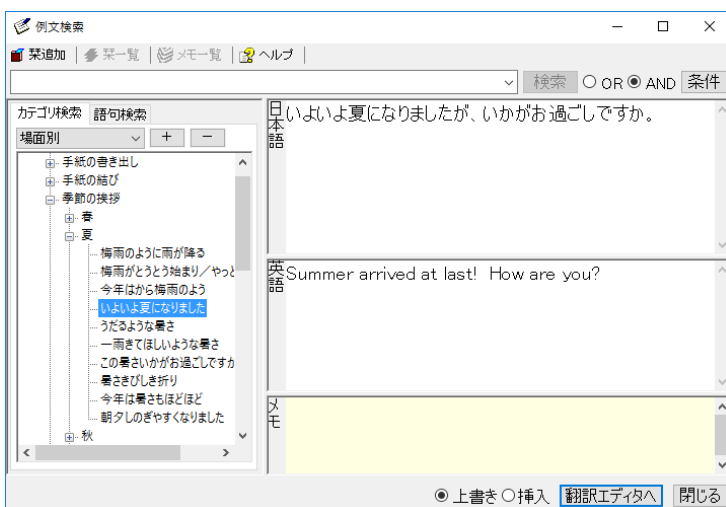 例文検索
栞追加 栞一覧 メモ一覧 ヘルプ
検索 OR AND 条件
カテゴリ検索 語句検索
場面別 + −
手紙の書き出し
手紙の結び
季節の挨拶
春
夏
梅雨のように雨が降る
梅雨がとうとう始まり／やっと
今年はから梅雨のよう
いよいよ夏になりました
うだるような暑さ
一雨きてほしいような暑さ
この暑さいかがお過ごしですか
暑さきびしき折り
今年は暑さもほどほど
朝夕しのぎやすくなりました
秋
日本語
いよいよ夏になりましたが、いかがお過ごしですか。
英語
Summer arrived at last! How are you?
メモ
上書き 挿入 翻訳エディタへ 閉じる